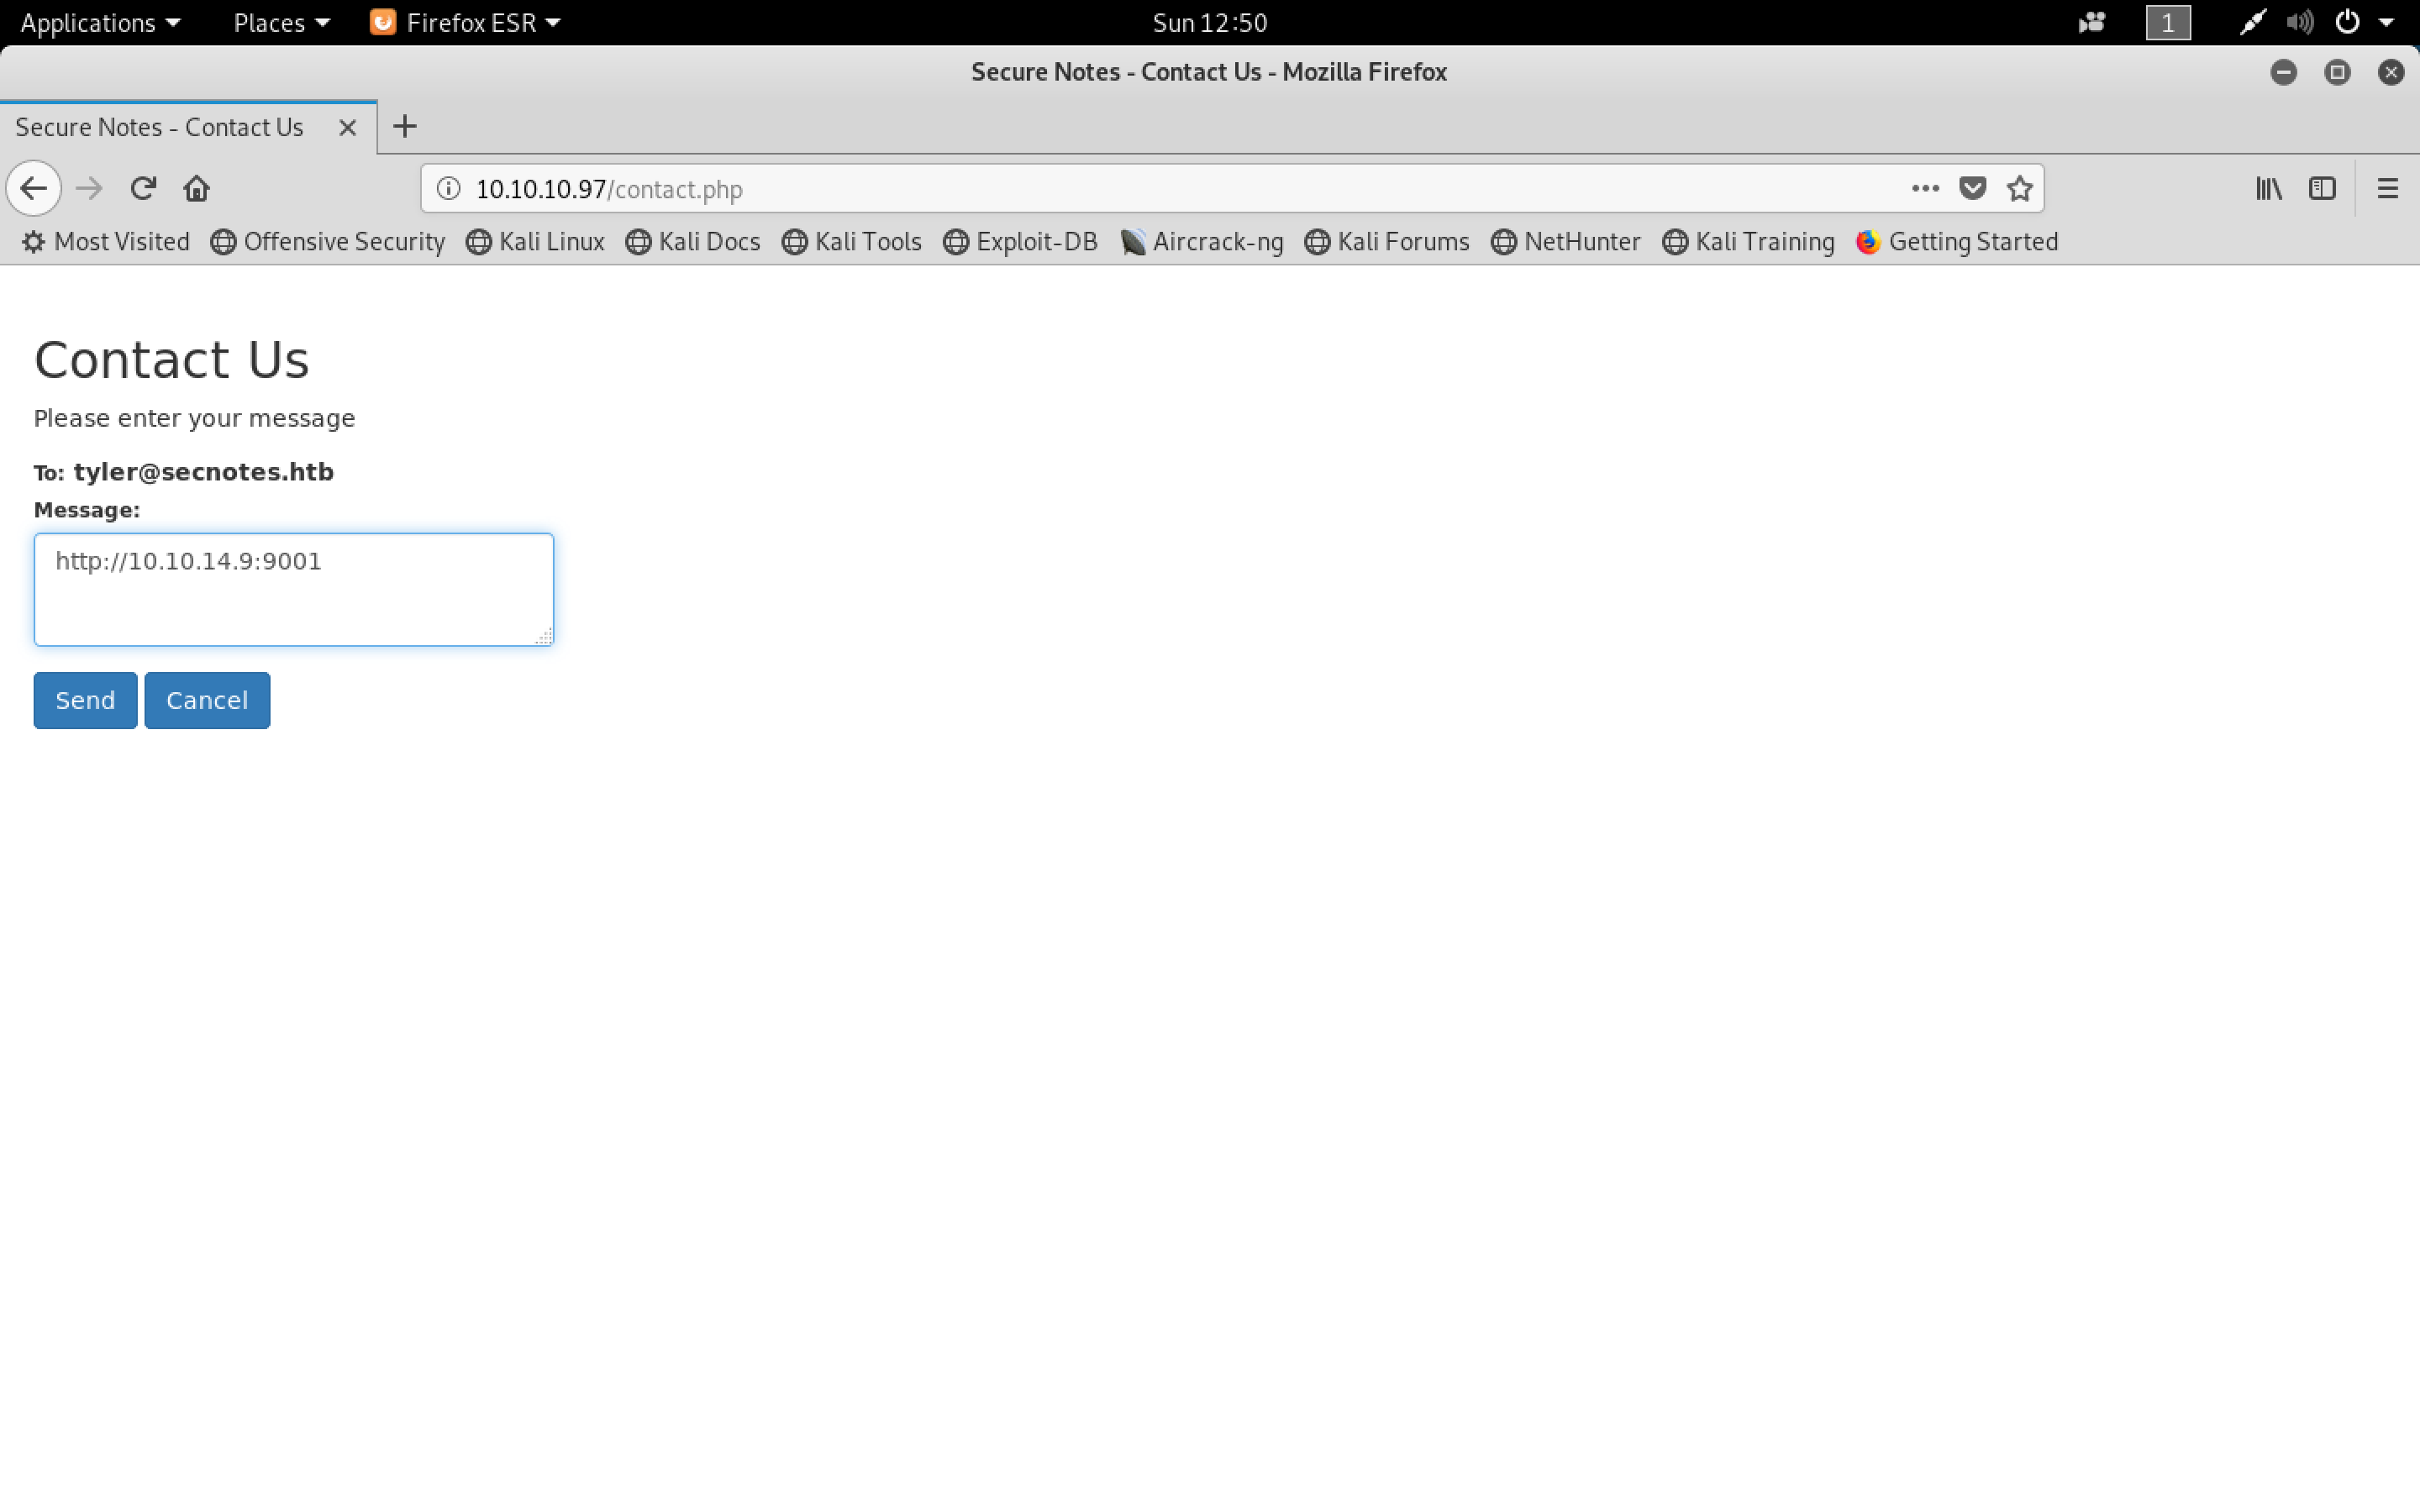 Applications Places Firefox ESR Sun 12:50 1
Secure Notes - Contact Us - Mozilla Firefox
Secure Notes - Contact Us
10.10.10.97/contact.php
Most Visited Offensive Security Kali Linux Kali Docs Kali Tools Exploit-DB Aircrack-ng Kali Forums NetHunter Kali Training Getting Started
Contact Us
Please enter your message
To: tyler@secnotes.htb
Message:
http://10.10.14.9:9001
Send Cancel